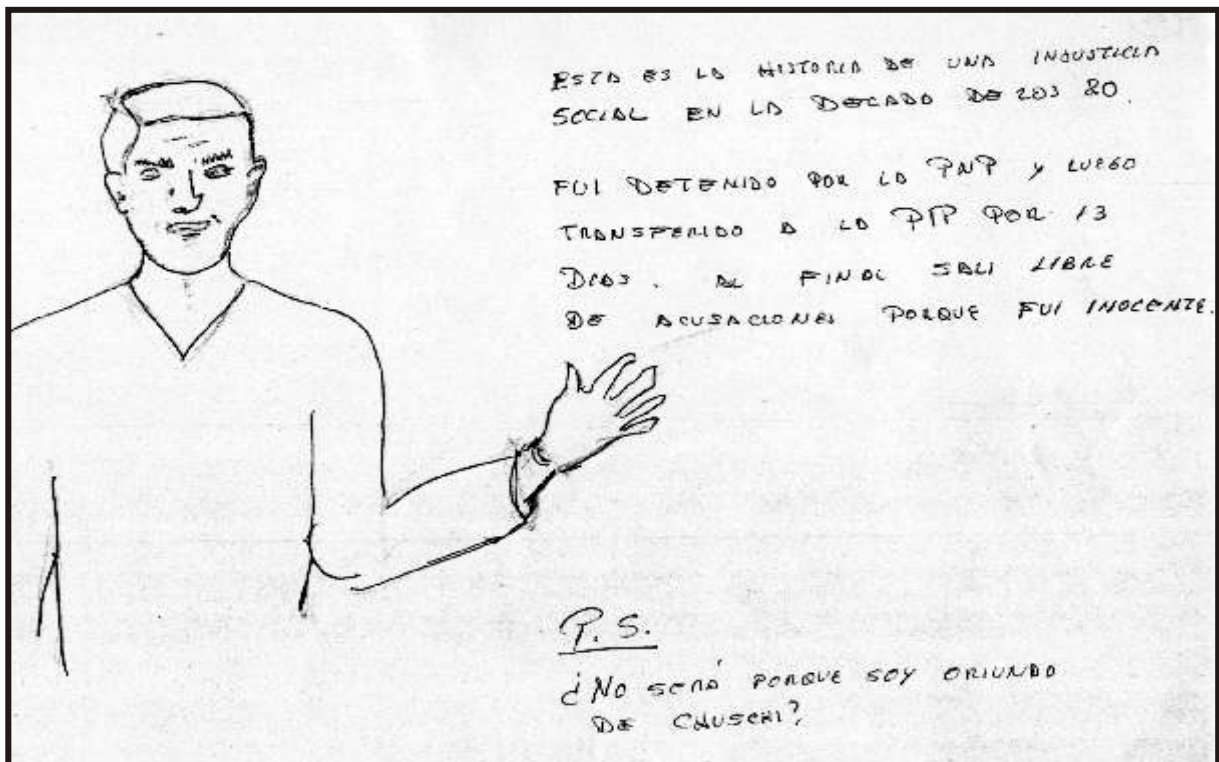 ESTA ES LA HISTORIA DE UNA INJUSTICIA
SOCIAL EN LA DECADA DE LOS 80.
FUI DETENIDO POR LA PNP Y LUEGO
TRANSFERIDO A LA PIP POR 13
DIAS. AL FINAL SALI LIBRE
DE ACUSACIONES PORQUE FUI INOCENTE.
P.S.
¿NO SERÁ PORQUE SOY ORIUNDO
DE CHUSCHI?